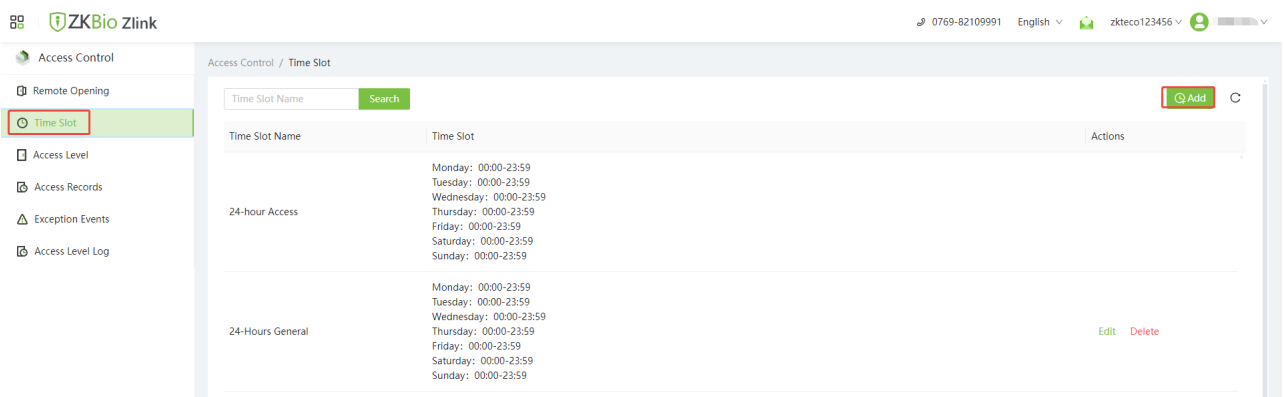 ZKBio Zlink
0769-82109991 English zkteco123456
Access Control
Access Control / Time Slot
Remote Opening
Time Slot
Access Level
Access Records
Exception Events
Access Level Log
Time Slot Name Search Add
Time Slot Name Time Slot Actions
24-hour Access
Monday: 00:00-23:59
Tuesday: 00:00-23:59
Wednesday: 00:00-23:59
Thursday: 00:00-23:59
Friday: 00:00-23:59
Saturday: 00:00-23:59
Sunday: 00:00-23:59
24-Hours General
Monday: 00:00-23:59
Tuesday: 00:00-23:59
Wednesday: 00:00-23:59
Thursday: 00:00-23:59
Friday: 00:00-23:59
Saturday: 00:00-23:59
Sunday: 00:00-23:59
Edit Delete